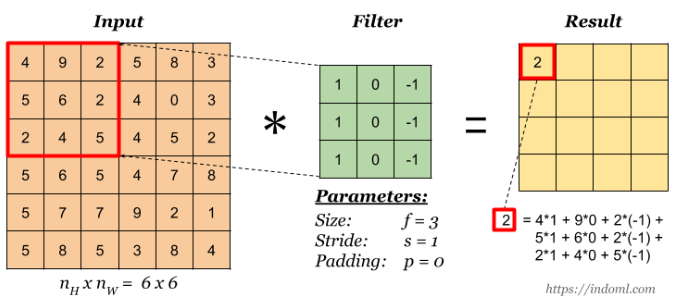 Input Filter Result
4 9 2 5 8 3
5 6 2 4 0 3
2 4 5 4 5 2
5 6 5 4 7 8
5 7 7 9 2 1
5 8 5 3 8 4
n_H x n_W = 6 x 6
*
1 0 -1
1 0 -1
1 0 -1
Parameters:
Size: f = 3
Stride: s = 1
Padding: p = 0
=
2
2 = 4*1 + 9*0 + 2*(-1) +
5*1 + 6*0 + 2*(-1) +
2*1 + 4*0 + 5*(-1)
https://indoml.com